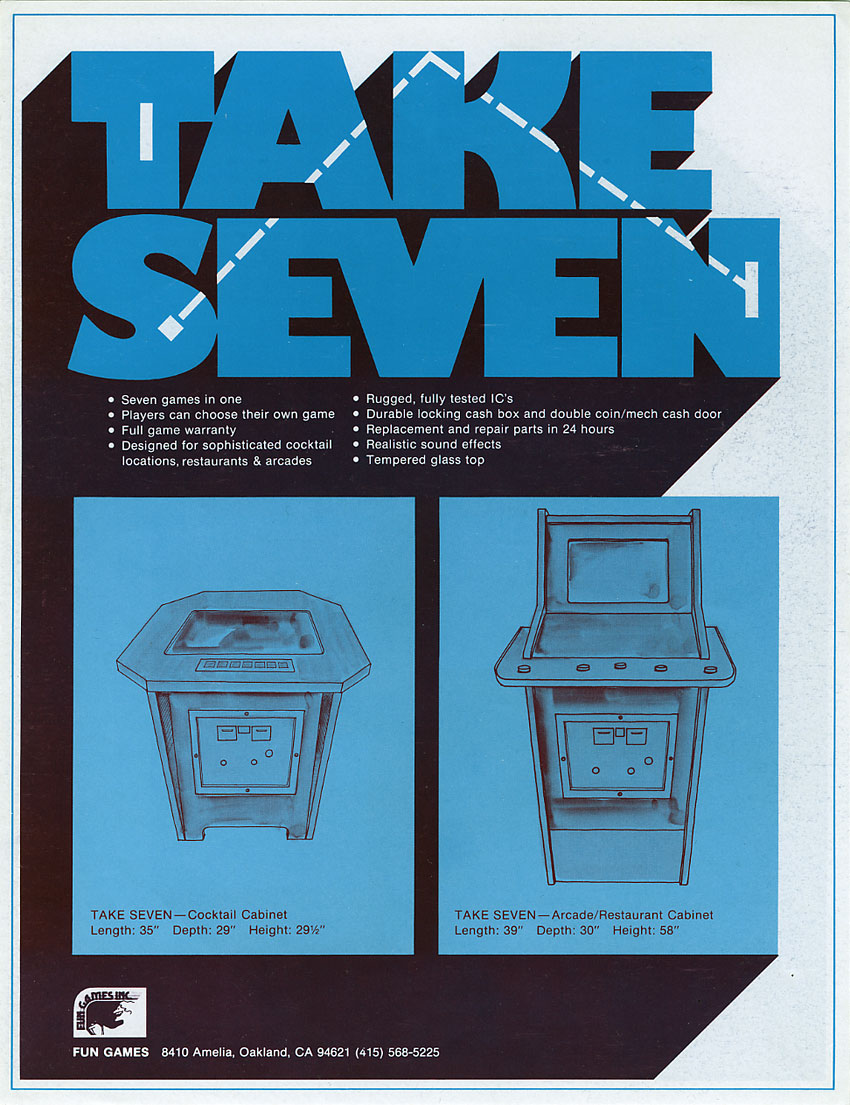 TAKE
SEVEN
• Seven games in one
• Players can choose their own game
• Full game warranty
• Designed for sophisticated cocktail
locations, restaurants & arcades
• Rugged, fully tested IC's
• Durable locking cash box and double coin/mech cash door
• Replacement and repair parts in 24 hours
• Realistic sound effects
• Tempered glass top
TAKE SEVEN—Cocktail Cabinet
Length: 35″ Depth: 29″ Height: 29½″
TAKE SEVEN—Arcade/Restaurant Cabinet
Length: 39″ Depth: 30″ Height: 58″
FUN GAMES INC.
FUN GAMES 8410 Amelia, Oakland, CA 94621 (415) 568-5225